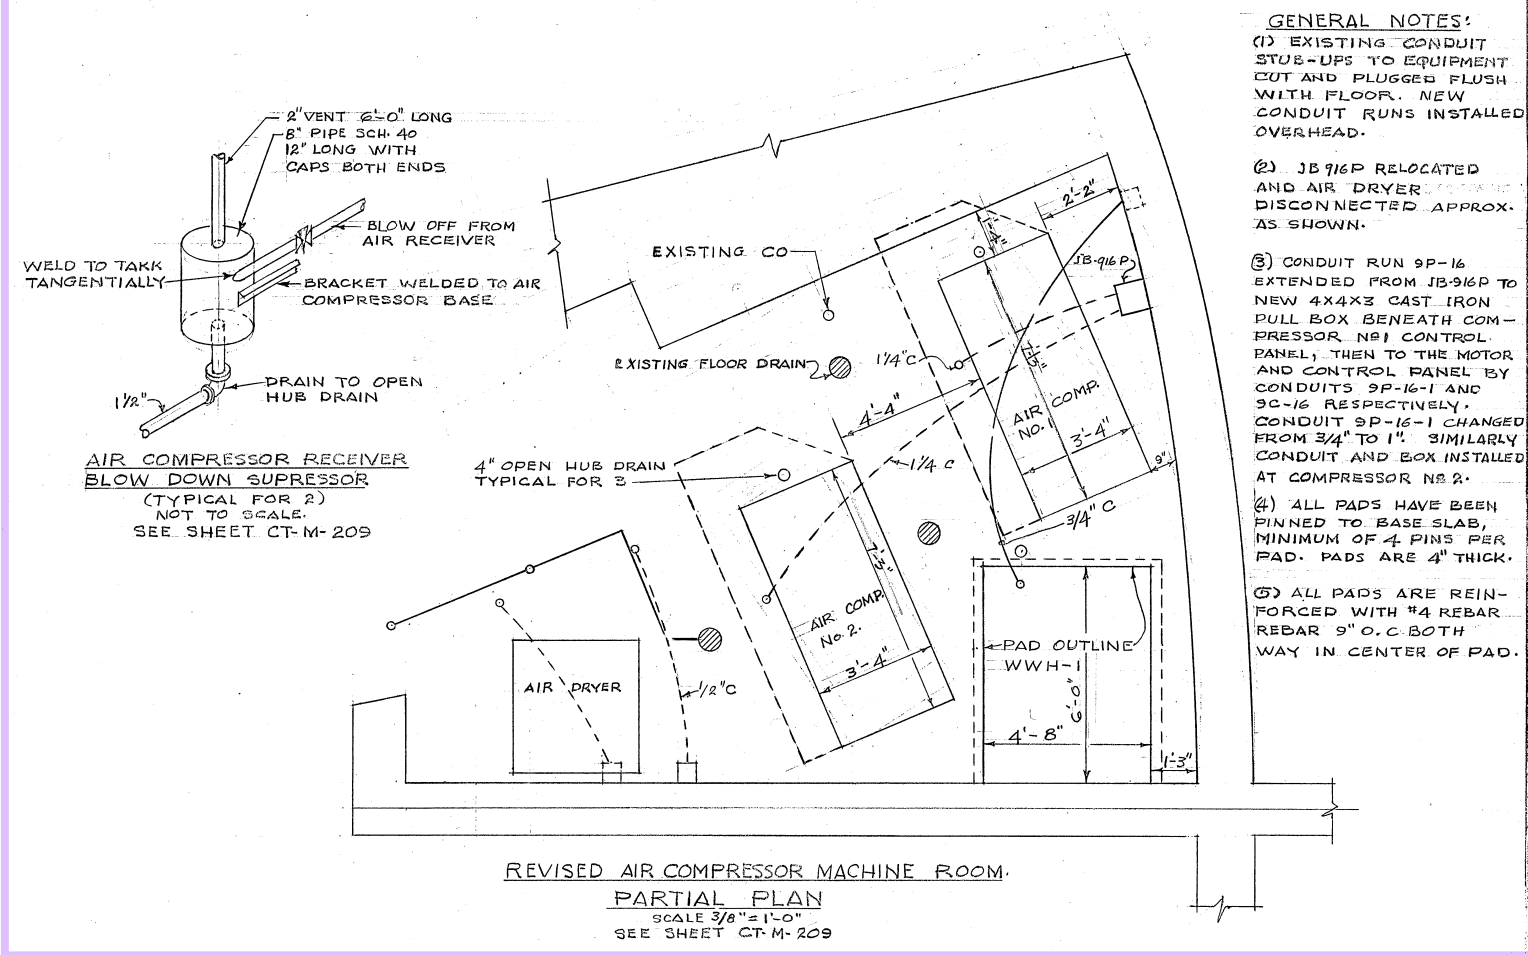 GENERAL NOTES:
(1) EXISTING CONDUIT
STUB-UPS TO EQUIPMENT
CUT AND PLUGGED FLUSH
WITH FLOOR. NEW
CONDUIT RUNS INSTALLED
OVERHEAD.
(2) JB 916P RELOCATED
AND AIR DRYER
DISCONNECTED APPROX.
AS SHOWN.
(3) CONDUIT RUN 9P-16
EXTENDED FROM JB-916P TO
NEW 4X4X3 CAST IRON
PULL BOX BENEATH COM-
PRESSOR No1 CONTROL
PANEL, THEN TO THE MOTOR
AND CONTROL PANEL BY
CONDUITS 9P-16-1 AND
9C-16 RESPECTIVELY.
CONDUIT 9P-16-1 CHANGED
FROM 3/4" TO 1". SIMILARLY
CONDUIT AND BOX INSTALLED
AT COMPRESSOR No 2.
(4) ALL PADS HAVE BEEN
PINNED TO BASE SLAB,
MINIMUM OF 4 PINS PER
PAD. PADS ARE 4" THICK.
(5) ALL PADS ARE REIN-
FORCED WITH #4 REBAR
REBAR 9" O.C BOTH
WAY IN CENTER OF PAD.
2" VENT 6'-0" LONG
8" PIPE SCH. 40
12" LONG WITH
CAPS BOTH ENDS
BLOW OFF FROM
AIR RECEIVER
WELD TO TAKK
TANGENTIALLY
BRACKET WELDED TO AIR
COMPRESSOR BASE
DRAIN TO OPEN
HUB DRAIN
1 1/2"
AIR COMPRESSOR RECEIVER
BLOW DOWN SUPRESSOR
(TYPICAL FOR 2)
NOT TO SCALE.
SEE SHEET CT-M-209
EXISTING CO
2'-2"
JB-916P
EXISTING FLOOR DRAIN
1 1/4" C
7'-3"
4'-4"
AIR COMP.
NO. 1
3'-4"
9"
4" OPEN HUB DRAIN
TYPICAL FOR 3
1 1/4 C
3/4" C
7'-3"
AIR COMP.
No. 2.
3'-4"
PAD OUTLINE
WWH-1
6'-0"
4'-8"
1'-3"
AIR DRYER
1/2" C
REVISED AIR COMPRESSOR MACHINE ROOM.
PARTIAL PLAN
SCALE 3/8" = 1'-0"
SEE SHEET CT-M-209